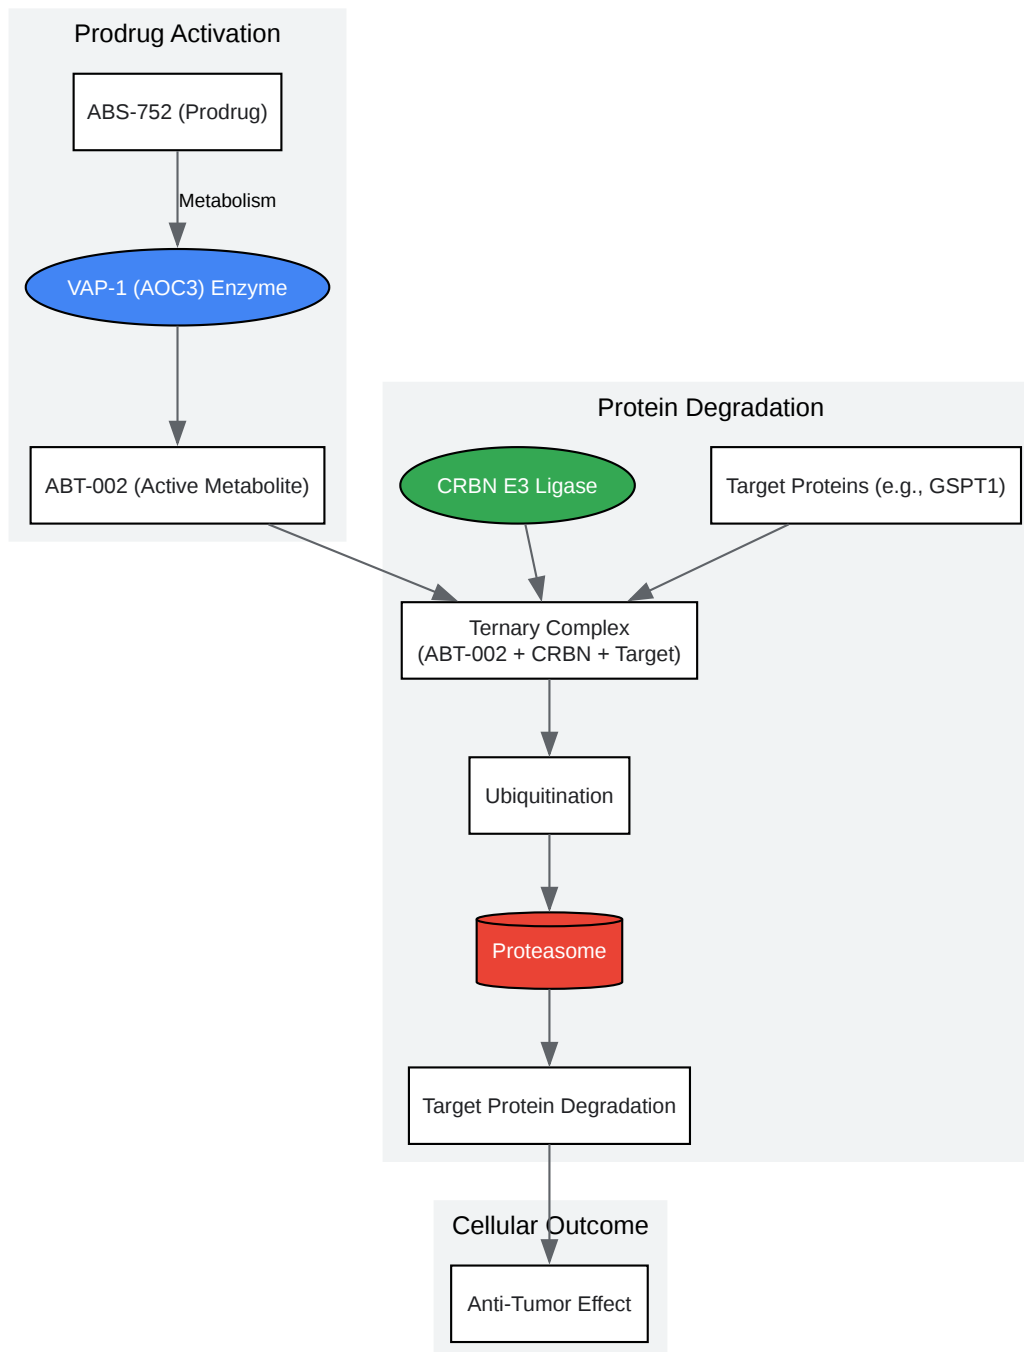 Prodrug Activation
ABS-752 (Prodrug)
Metabolism
VAP-1 (AOC3) Enzyme
ABT-002 (Active Metabolite)
Protein Degradation
CRBN E3 Ligase
Target Proteins (e.g., GSPT1)
Ternary Complex
(ABT-002 + CRBN + Target)
Ubiquitination
Proteasome
Target Protein Degradation
Cellular Outcome
Anti-Tumor Effect